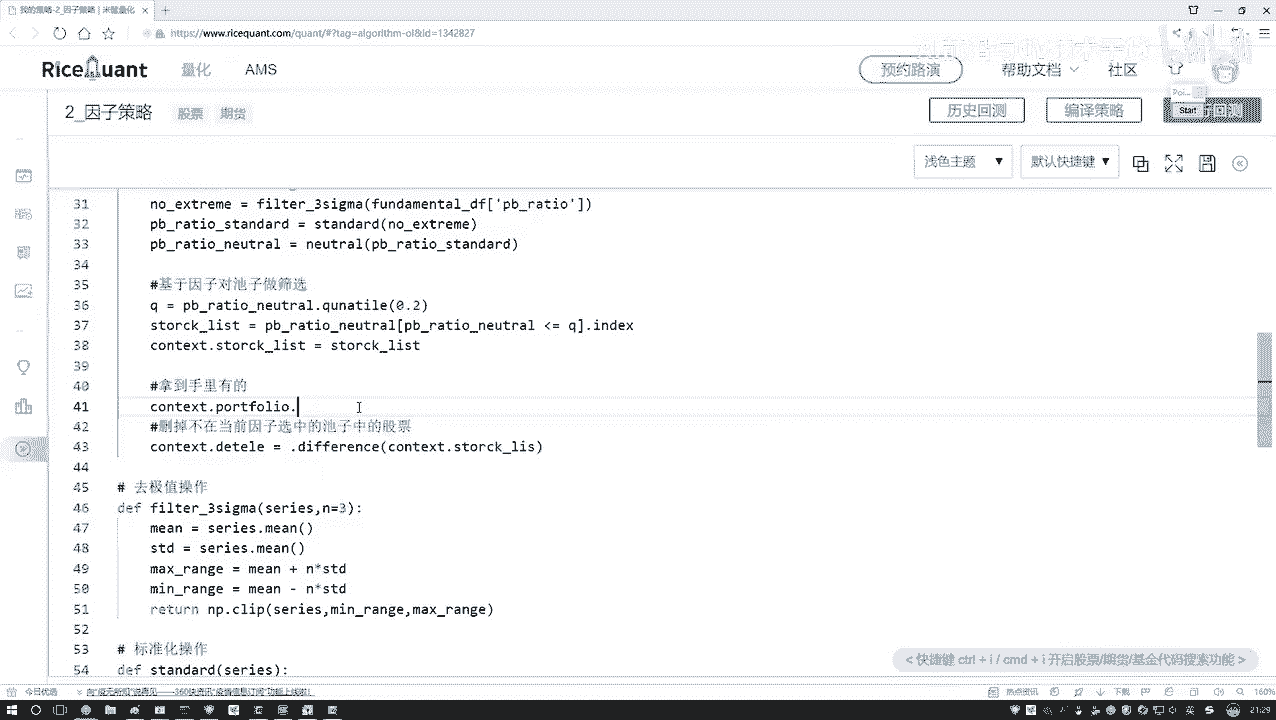 我的策略-2_因子策略 | 米筐量化
https://www.ricequant.com/quant/#?tag=algorithm-ol&id=1342827
RiceQuant 量化 AMS 预约路演 帮助文档 社区
2_因子策略 股票 期货 历史回测 编译策略 Start
浅色主题 默认快捷键
31 no_extreme = filter_3sigma(fundamental_df['pb_ratio'])
32 pb_ratio_standard = standard(no_extreme)
33 pb_ratio_neutral = neutral(pb_ratio_standard)
34
35 #基于因子对池子做筛选
36 q = pb_ratio_neutral.qunatile(0.2)
37 storck_list = pb_ratio_neutral[pb_ratio_neutral <= q].index
38 context.storck_list = storck_list
39
40 #拿到手里有的
41 context.portfolio.
42 #删掉不在当前因子选中的池子中的股票
43 context.detele = .difference(context.storck_lis)
44
45 # 去极值操作
46 def filter_3sigma(series,n=3):
47 mean = series.mean()
48 std = series.mean()
49 max_range = mean + n*std
50 min_range = mean - n*std
51 return np.clip(series,min_range,max_range)
52
53 # 标准化操作
54 def standard(series):
< 快捷键 ctrl + i / cmd + i 开启股票/期货/基金代码搜索功能 >
今日优选
热点资讯 下载 160%
21:29